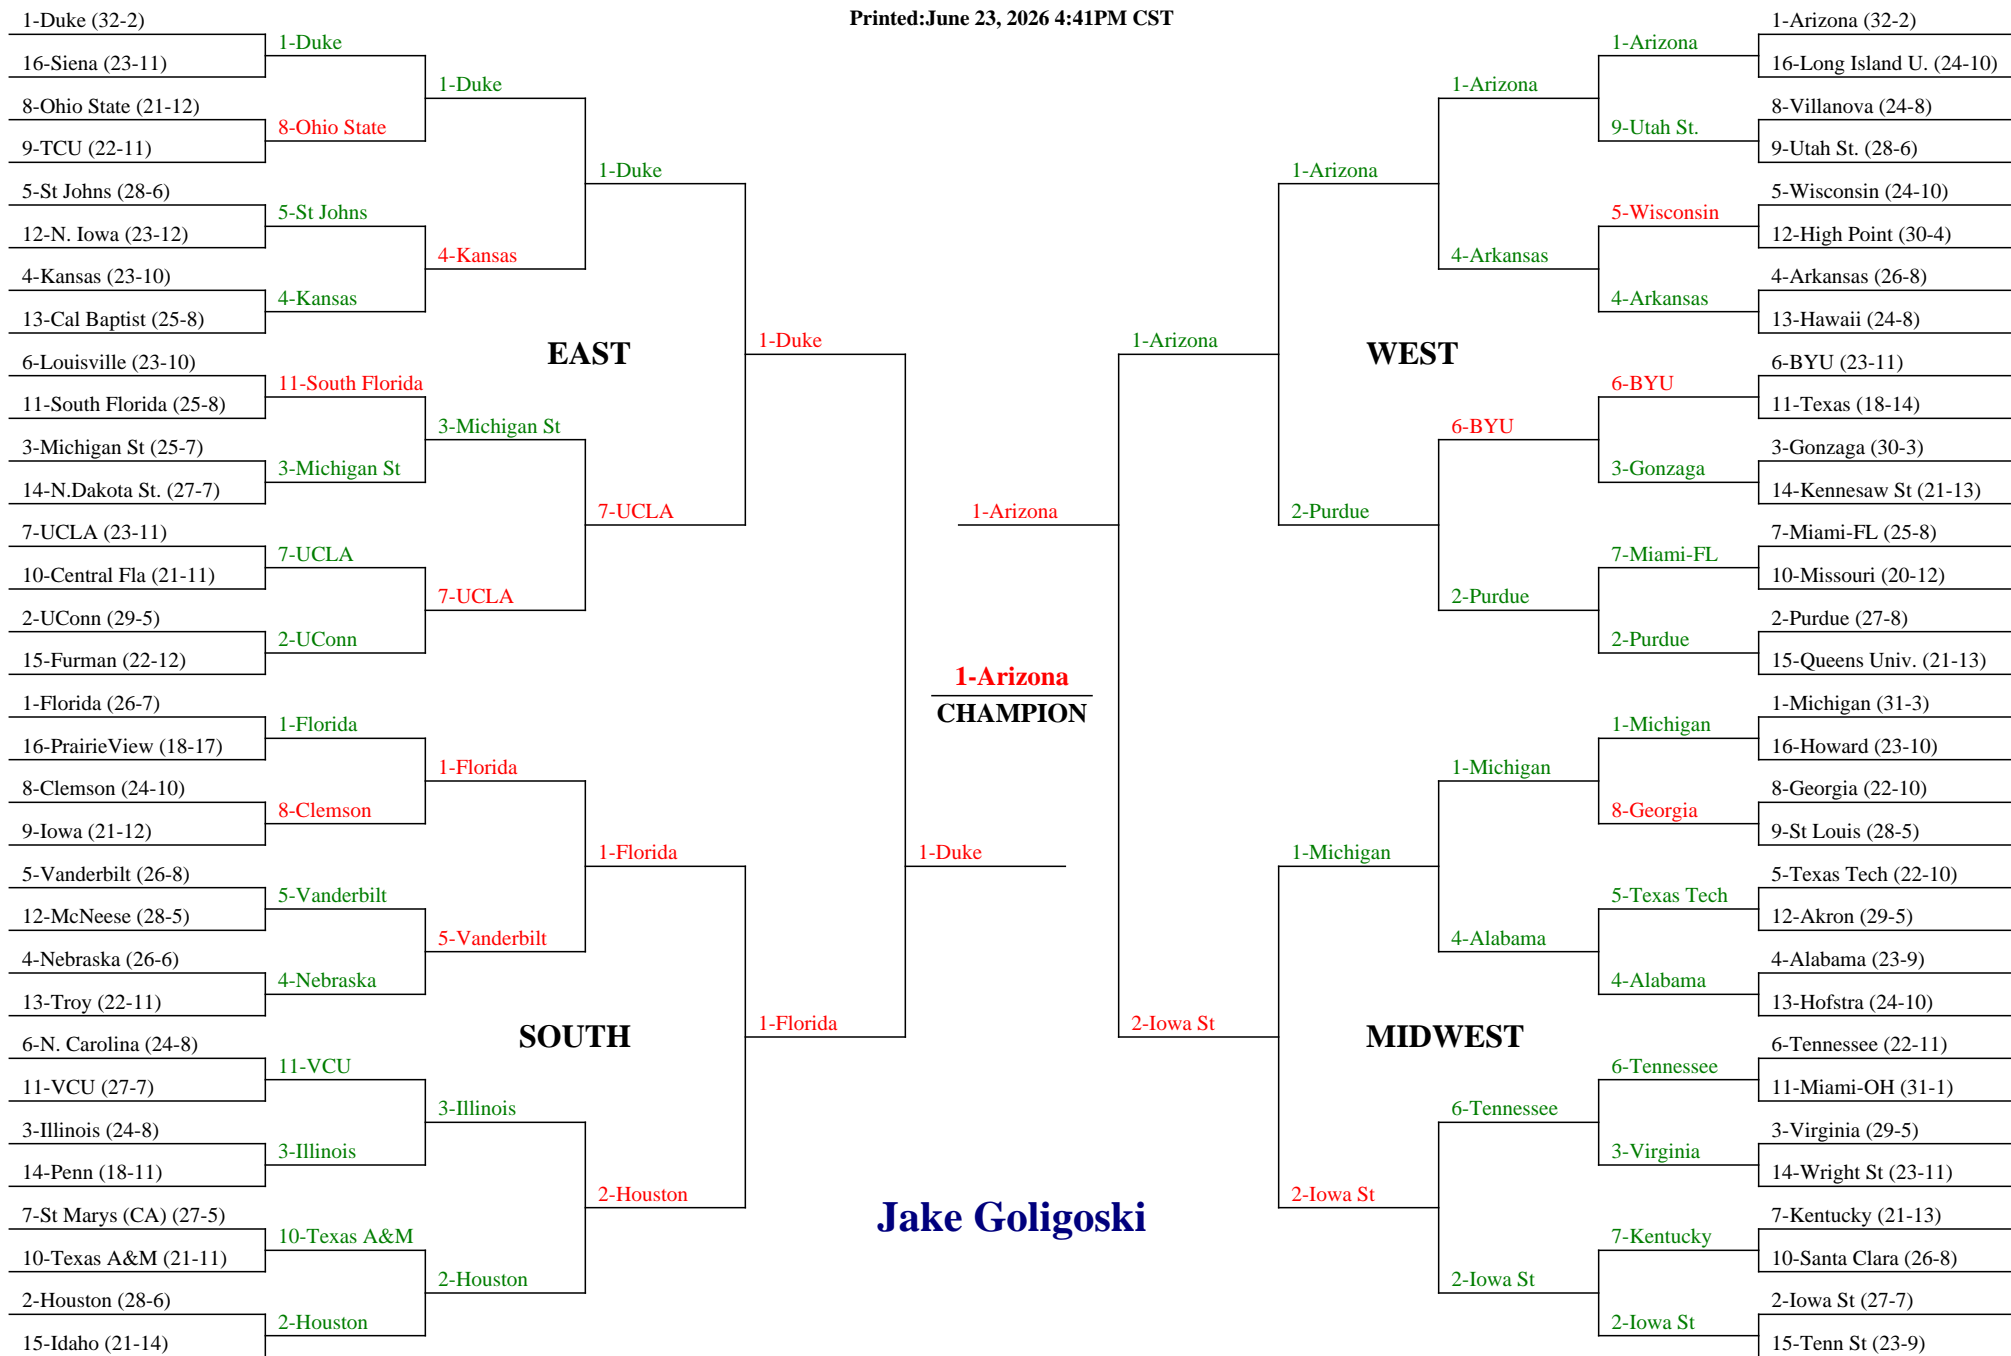 Printed:June 23, 2026 4:41PM CST
1-Duke (32-2)
16-Siena (23-11)
8-Ohio State (21-12)
9-TCU (22-11)
5-St Johns (28-6)
12-N. Iowa (23-12)
4-Kansas (23-10)
13-Cal Baptist (25-8)
6-Louisville (23-10)
11-South Florida (25-8)
3-Michigan St (25-7)
14-N.Dakota St. (27-7)
7-UCLA (23-11)
10-Central Fla (21-11)
2-UConn (29-5)
15-Furman (22-12)
1-Florida (26-7)
16-PrairieView (18-17)
8-Clemson (24-10)
9-Iowa (21-12)
5-Vanderbilt (26-8)
12-McNeese (28-5)
4-Nebraska (26-6)
13-Troy (22-11)
6-N. Carolina (24-8)
11-VCU (27-7)
3-Illinois (24-8)
14-Penn (18-11)
7-St Marys (CA) (27-5)
10-Texas A&M (21-11)
2-Houston (28-6)
15-Idaho (21-14)
1-Duke
8-Ohio State
5-St Johns
4-Kansas
11-South Florida
3-Michigan St
7-UCLA
2-UConn
1-Florida
8-Clemson
5-Vanderbilt
4-Nebraska
11-VCU
3-Illinois
10-Texas A&M
2-Houston
1-Duke
4-Kansas
3-Michigan St
7-UCLA
1-Florida
5-Vanderbilt
3-Illinois
2-Houston
EAST
SOUTH
1-Duke
7-UCLA
1-Florida
2-Houston
1-Duke
1-Florida
1-Duke
1-Arizona
1-Arizona
CHAMPION
Jake Goligoski
1-Arizona
2-Iowa St
1-Arizona
2-Purdue
1-Michigan
2-Iowa St
WEST
MIDWEST
1-Arizona
4-Arkansas
6-BYU
2-Purdue
1-Michigan
4-Alabama
6-Tennessee
2-Iowa St
1-Arizona
9-Utah St.
5-Wisconsin
4-Arkansas
6-BYU
3-Gonzaga
7-Miami-FL
2-Purdue
1-Michigan
8-Georgia
5-Texas Tech
4-Alabama
6-Tennessee
3-Virginia
7-Kentucky
2-Iowa St
1-Arizona (32-2)
16-Long Island U. (24-10)
8-Villanova (24-8)
9-Utah St. (28-6)
5-Wisconsin (24-10)
12-High Point (30-4)
4-Arkansas (26-8)
13-Hawaii (24-8)
6-BYU (23-11)
11-Texas (18-14)
3-Gonzaga (30-3)
14-Kennesaw St (21-13)
7-Miami-FL (25-8)
10-Missouri (20-12)
2-Purdue (27-8)
15-Queens Univ. (21-13)
1-Michigan (31-3)
16-Howard (23-10)
8-Georgia (22-10)
9-St Louis (28-5)
5-Texas Tech (22-10)
12-Akron (29-5)
4-Alabama (23-9)
13-Hofstra (24-10)
6-Tennessee (22-11)
11-Miami-OH (31-1)
3-Virginia (29-5)
14-Wright St (23-11)
7-Kentucky (21-13)
10-Santa Clara (26-8)
2-Iowa St (27-7)
15-Tenn St (23-9)